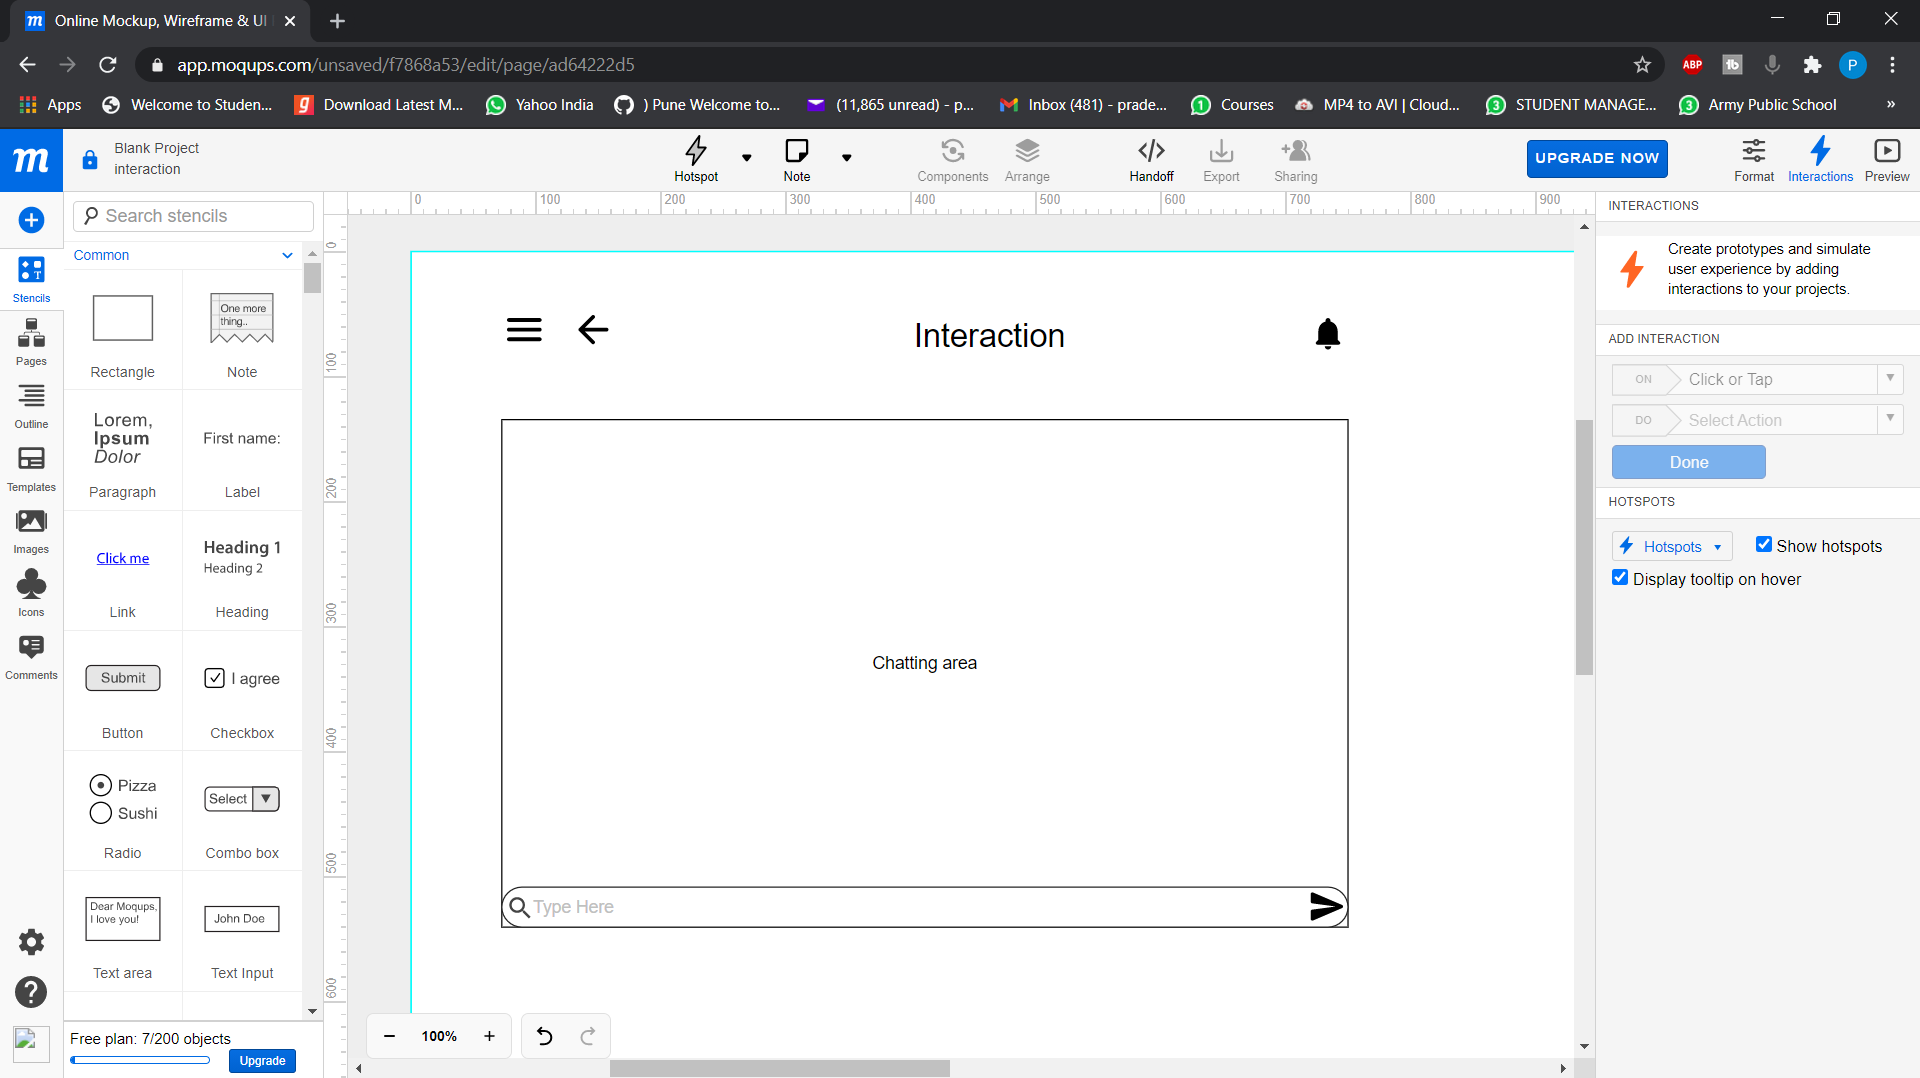 Online Mockup, Wireframe & UI
app.moqups.com/unsaved/f7868a53/edit/page/ad64222d5
ABP
P
Apps
Welcome to Studen...
Download Latest M...
Yahoo India
) Pune Welcome to...
(11,865 unread) - p...
Inbox (481) - prade...
Courses
MP4 to AVI | Cloud...
STUDENT MANAGE...
Army Public School
»
m
Blank Project
interaction
Hotspot
Note
Components
Arrange
Handoff
Export
Sharing
UPGRADE NOW
Format
Interactions
Preview
Stencils
Pages
Outline
Templates
Images
Icons
Comments
Search stencils
Common
One more
thing..
Rectangle
Note
Lorem,
Ipsum
Dolor
First name:
Paragraph
Label
Click me
Heading 1
Heading 2
Link
Heading
Submit
I agree
Button
Checkbox
Pizza
Sushi
Select
Radio
Combo box
Dear Moqups,
I love you!
John Doe
Text area
Text Input
Free plan: 7/200 objects
Upgrade
0 100 200 300 400 500 600 700 800 900
0
100
200
300
400
500
600
Interaction
Chatting area
Type Here
− 100% +
INTERACTIONS
Create prototypes and simulate
user experience by adding
interactions to your projects.
ADD INTERACTION
ON Click or Tap
DO Select Action
Done
HOTSPOTS
Hotspots
Show hotspots
Display tooltip on hover